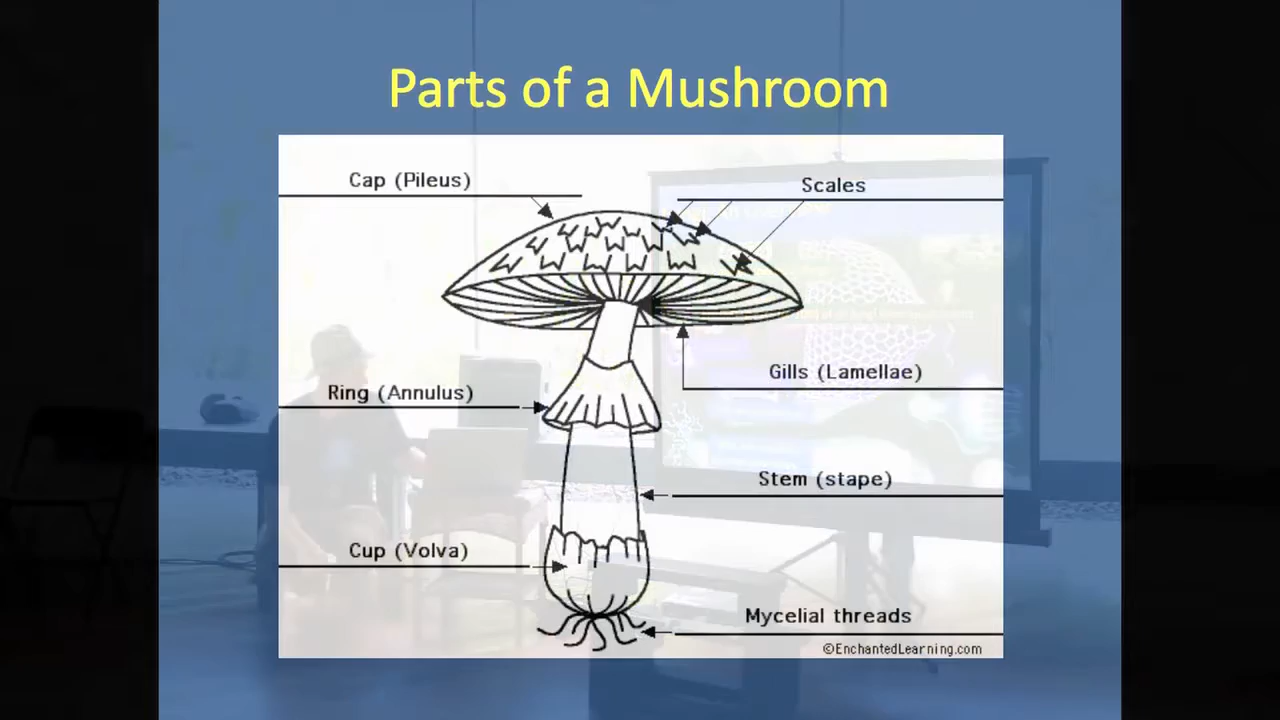 Parts of a Mushroom
Cap (Pileus)
Scales
Gills (Lamellae)
Ring (Annulus)
Stem (stape)
Cup (Volva)
Mycelial threads
©EnchantedLearning.com